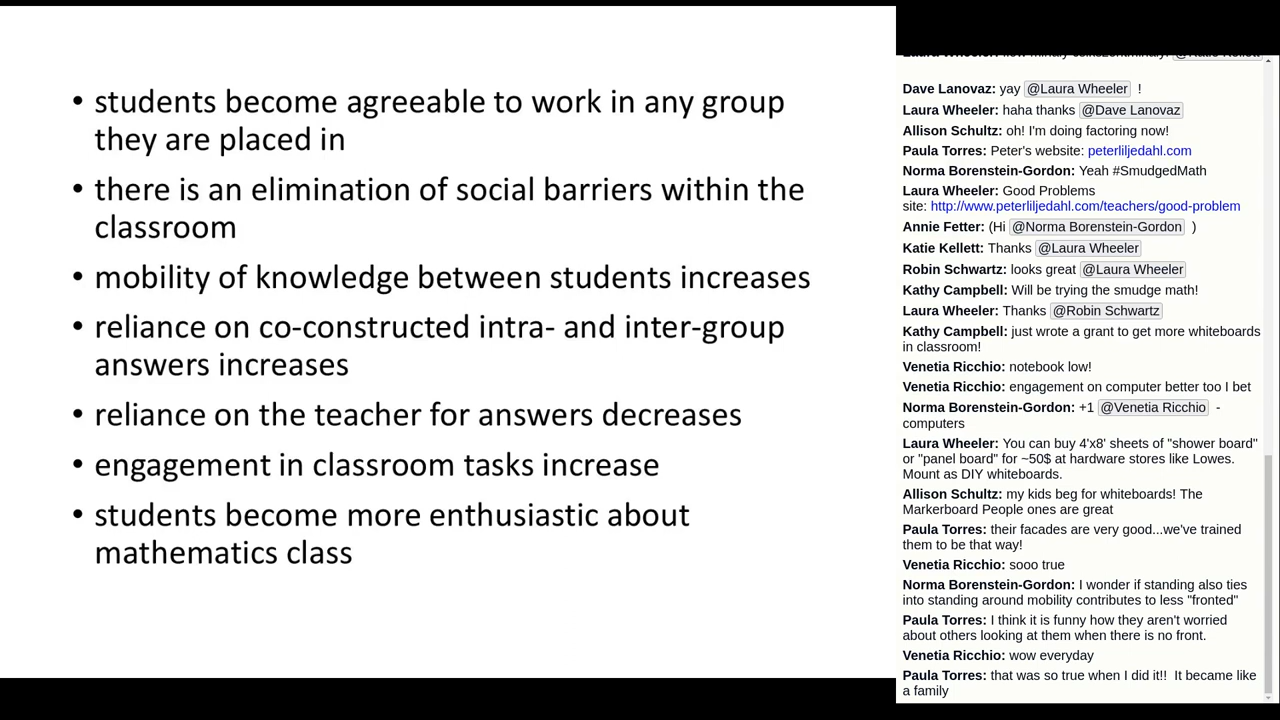 • students become agreeable to work in any group
they are placed in
• there is an elimination of social barriers within the
classroom
• mobility of knowledge between students increases
• reliance on co-constructed intra- and inter-group
answers increases
• reliance on the teacher for answers decreases
• engagement in classroom tasks increase
• students become more enthusiastic about
mathematics class
Dave Lanovaz: yay @Laura Wheeler !
Laura Wheeler: haha thanks @Dave Lanovaz
Allison Schultz: oh! I'm doing factoring now!
Paula Torres: Peter's website: peterliljedahl.com
Norma Borenstein-Gordon: Yeah #SmudgedMath
Laura Wheeler: Good Problems
site: http://www.peterliljedahl.com/teachers/good-problem
Annie Fetter: (Hi @Norma Borenstein-Gordon )
Katie Kellett: Thanks @Laura Wheeler
Robin Schwartz: looks great @Laura Wheeler
Kathy Campbell: Will be trying the smudge math!
Laura Wheeler: Thanks @Robin Schwartz
Kathy Campbell: just wrote a grant to get more whiteboards
in classroom!
Venetia Ricchio: notebook low!
Venetia Ricchio: engagement on computer better too I bet
Norma Borenstein-Gordon: +1 @Venetia Ricchio -
computers
Laura Wheeler: You can buy 4'x8' sheets of "shower board"
or "panel board" for ~50$ at hardware stores like Lowes.
Mount as DIY whiteboards.
Allison Schultz: my kids beg for whiteboards! The
Markerboard People ones are great
Paula Torres: their facades are very good...we've trained
them to be that way!
Venetia Ricchio: sooo true
Norma Borenstein-Gordon: I wonder if standing also ties
into standing around mobility contributes to less "fronted"
Paula Torres: I think it is funny how they aren't worried
about others looking at them when there is no front.
Venetia Ricchio: wow everyday
Paula Torres: that was so true when I did it!! It became like
a family